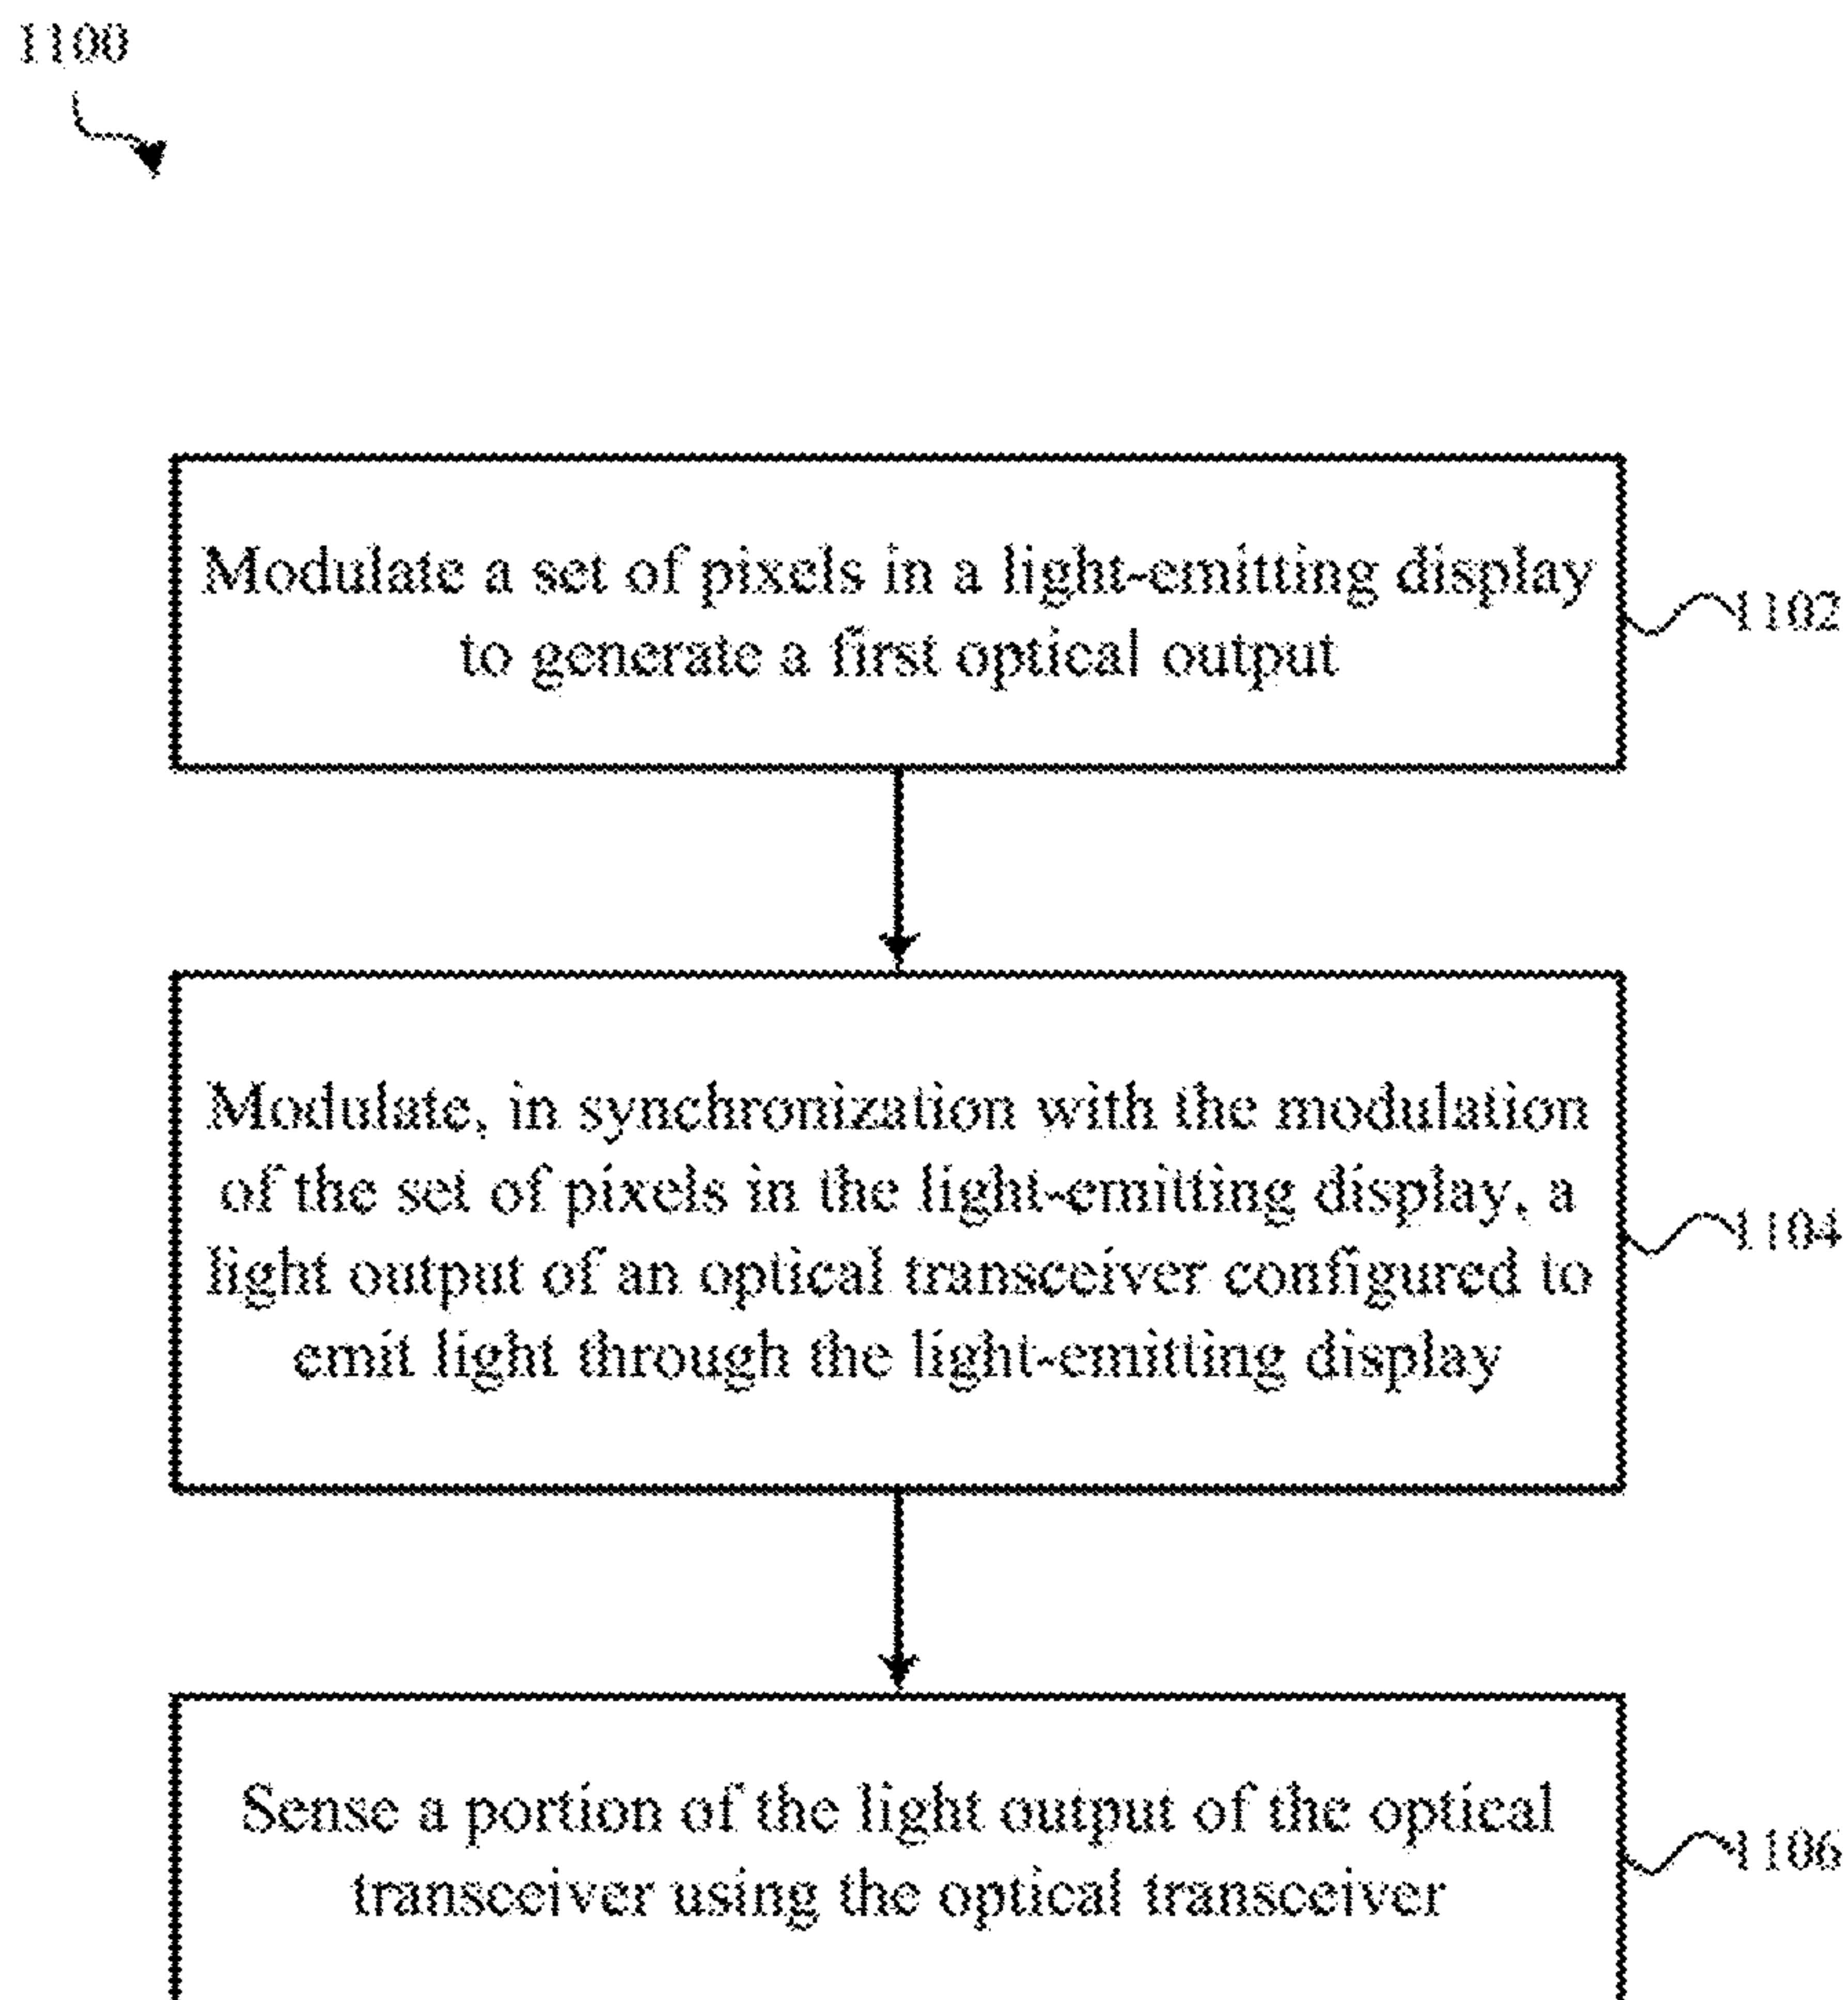 1100
Modulate a set of pixels in a light-emitting display
to generate a first optical output
1102
Modulate, in synchronization with the modulation
of the set of pixels in the light-emitting display, a
light output of an optical transceiver configured to
emit light through the light-emitting display
1104
Sense a portion of the light output of the optical
transceiver using the optical transceiver
1106